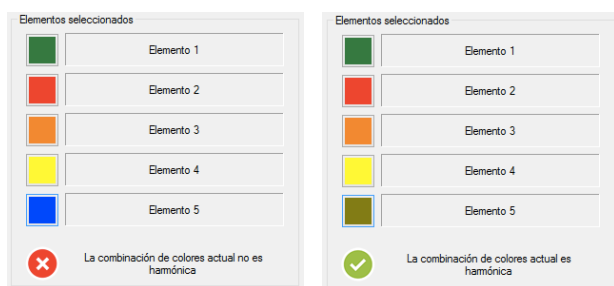 Elementos seleccionados
Elemento 1
Elemento 2
Elemento 3
Elemento 4
Elemento 5
La combinación de colores actual no es
harmónica
Elementos seleccionados
Elemento 1
Elemento 2
Elemento 3
Elemento 4
Elemento 5
La combinación de colores actual es
harmónica